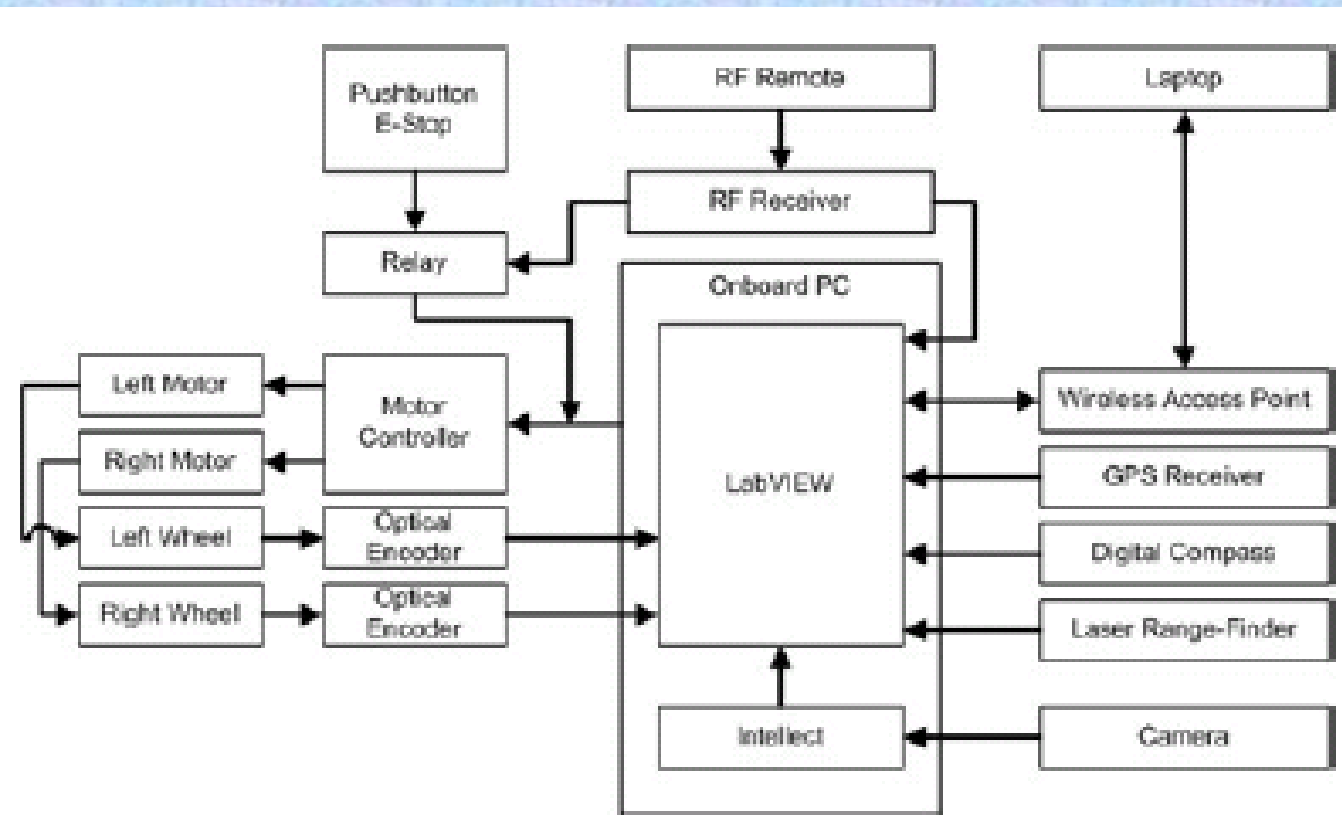 Pushbutton
E-Stop
RF Remote
Laptop
RF Receiver
Relay
Onboard PC
Left Motor
Motor
Controller
Wireless Access Point
Right Motor
LabVIEW
GPS Receiver
Left Wheel
Optical
Encoder
Digital Compass
Right Wheel
Optical
Encoder
Laser Range-Finder
Intellect
Camera